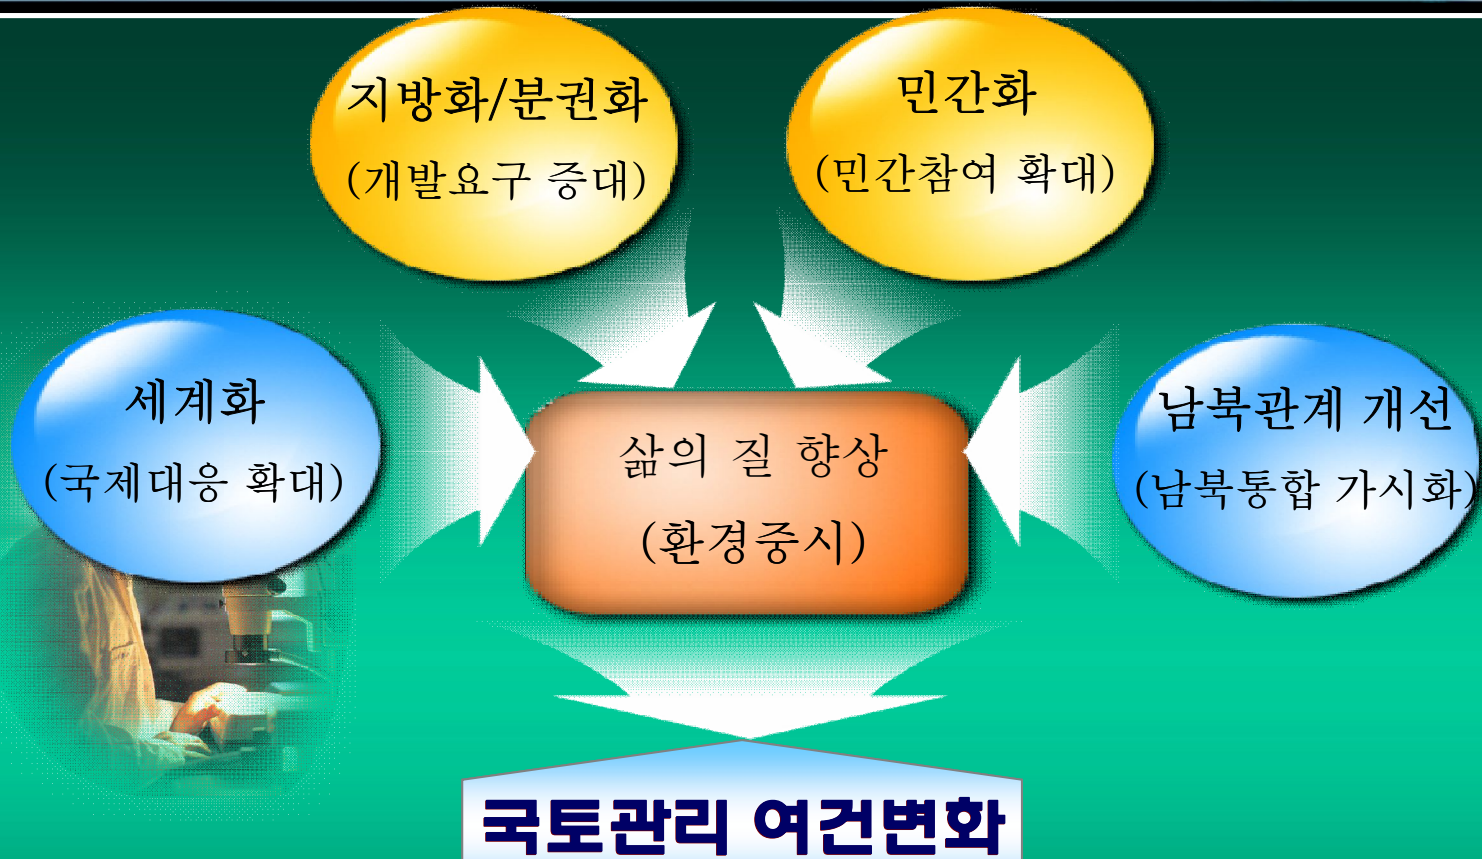 지방화/분권화
(개발요구 증대)
민간화
(민간참여 확대)
세계화
(국제대응 확대)
남북관계 개선
(남북통합 가시화)
삶의 질 향상
(환경중시)
국토관리 여건변화